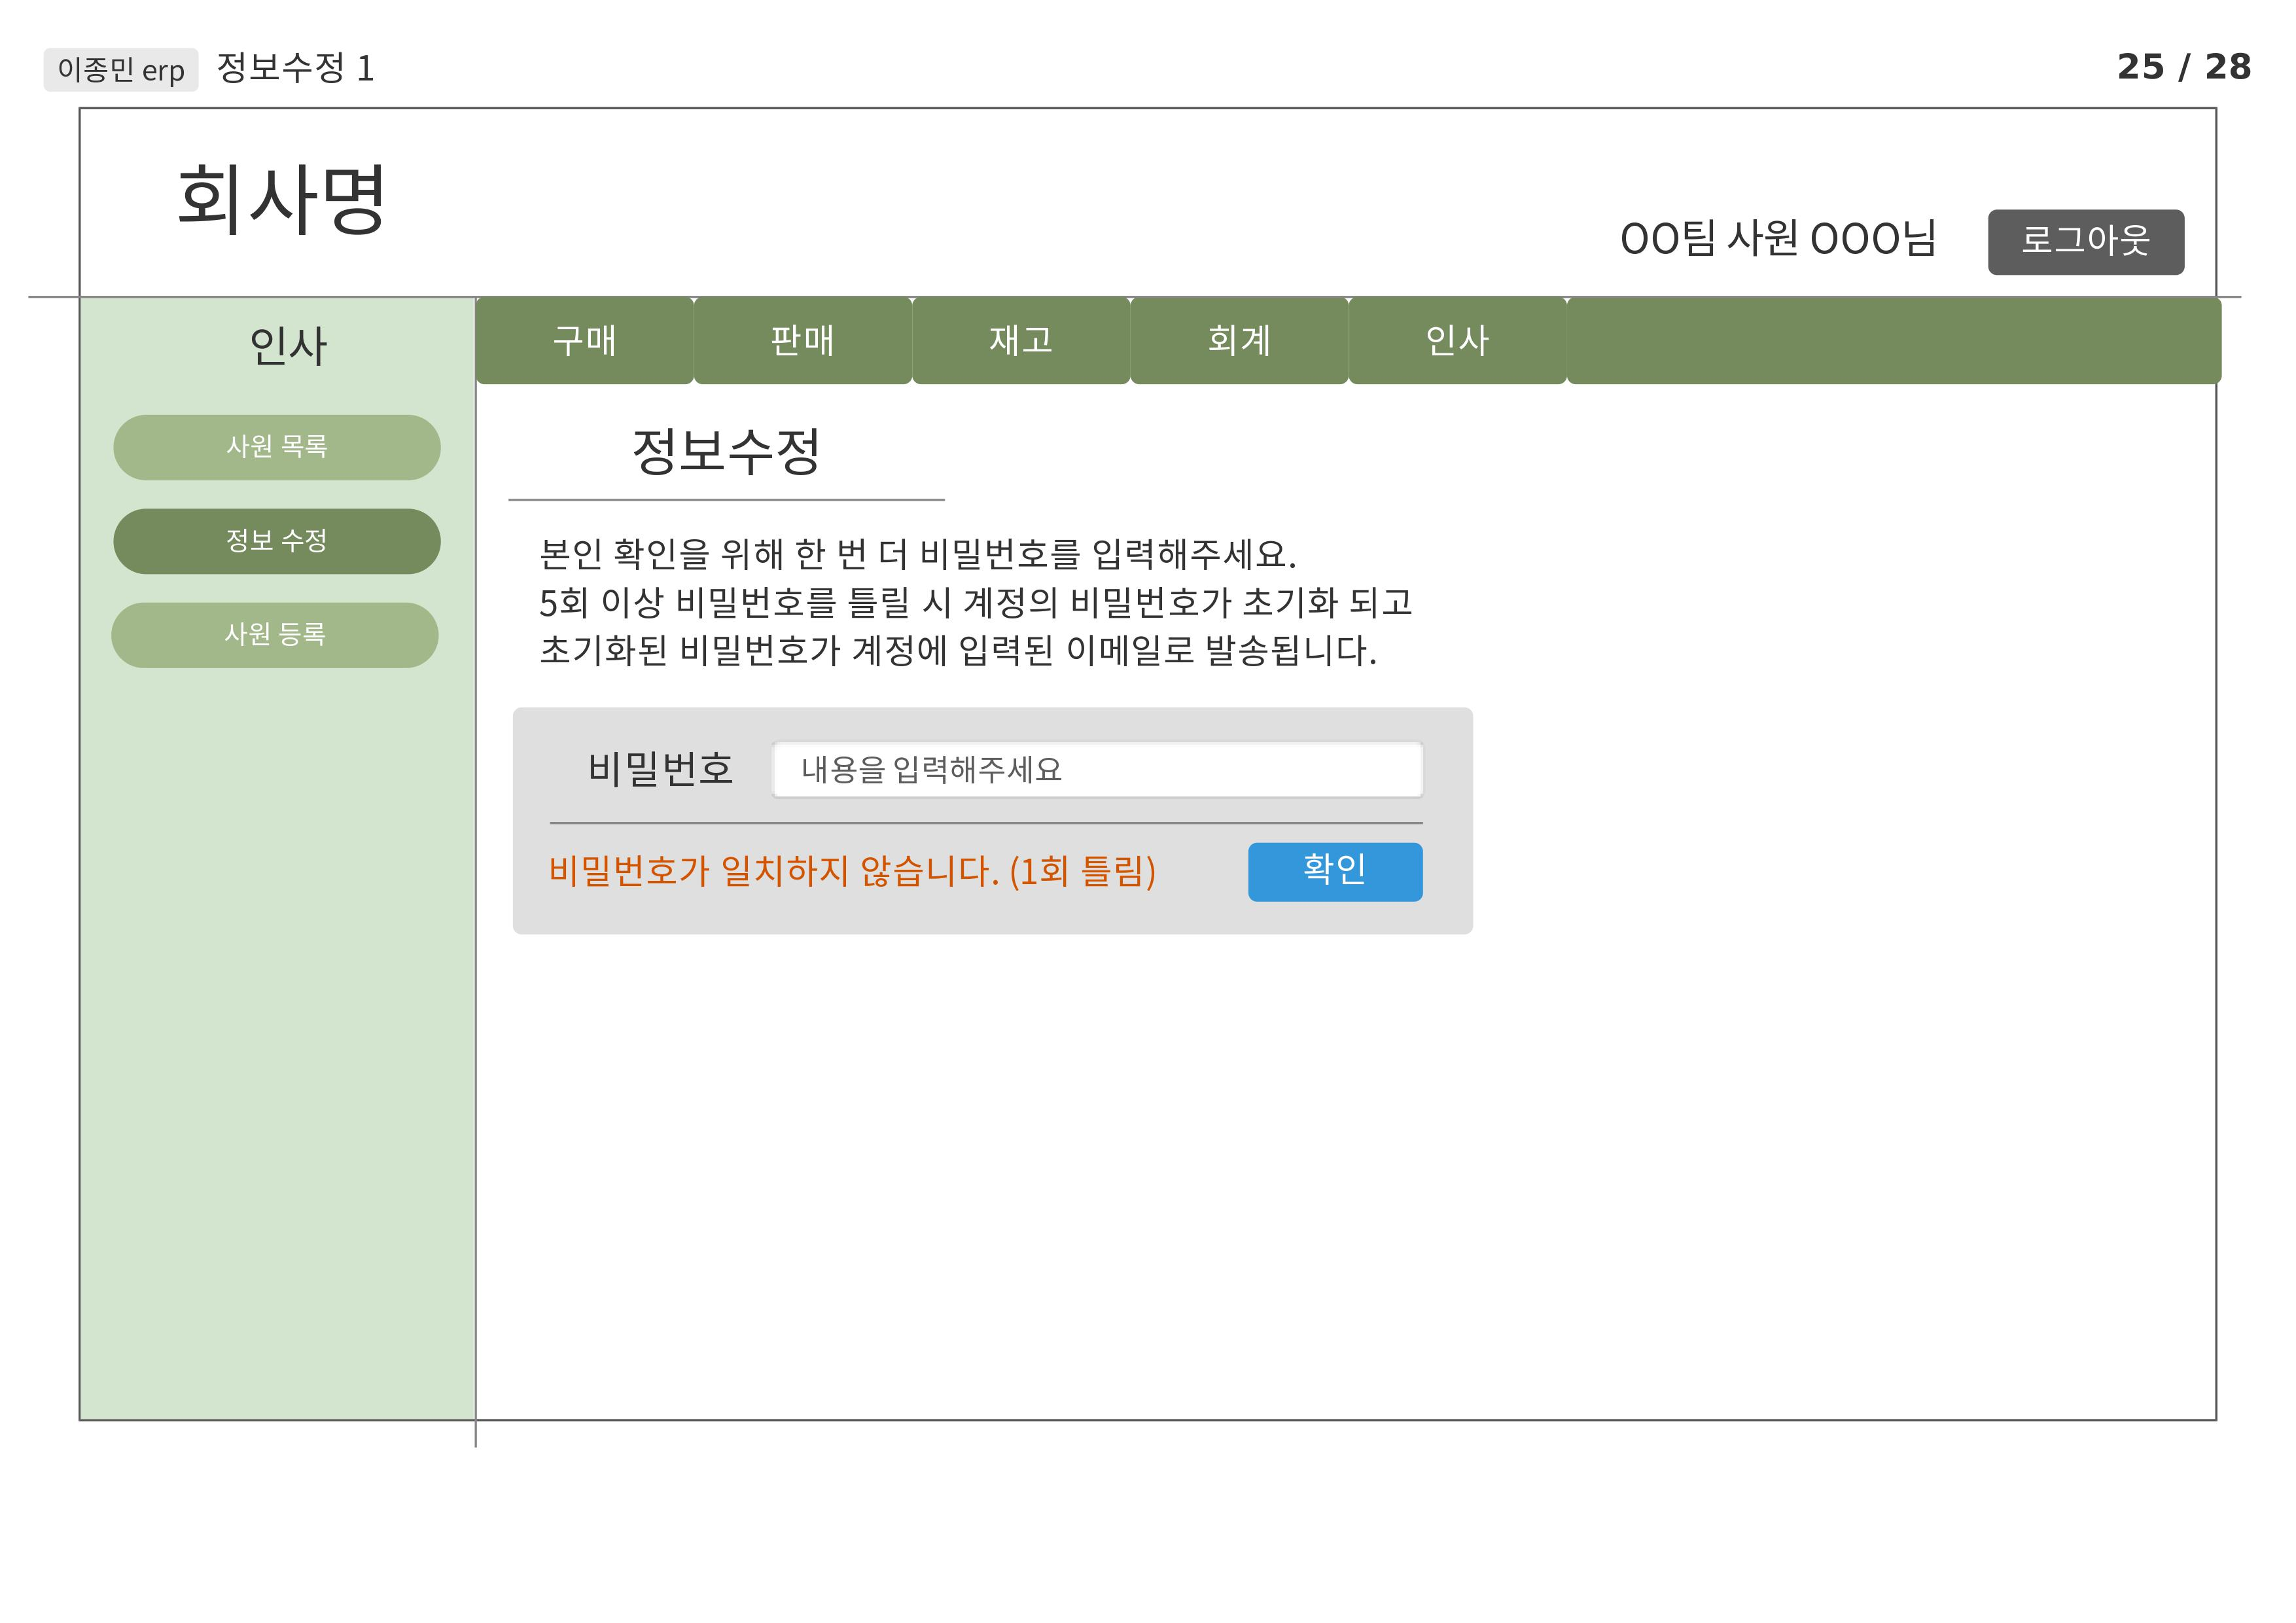 이종민 erp 정보수정 1
25 / 28
회사명
OO팀 사원 OOO님
로그아웃
인사
구매 판매 재고 회계 인사
사원 목록
정보 수정
사원 등록
정보수정
본인 확인을 위해 한 번 더 비밀번호를 입력해주세요.
5회 이상 비밀번호를 틀릴 시 계정의 비밀번호가 초기화 되고
초기화된 비밀번호가 계정에 입력된 이메일로 발송됩니다.
비밀번호 내용을 입력해주세요
비밀번호가 일치하지 않습니다. (1회 틀림)
확인